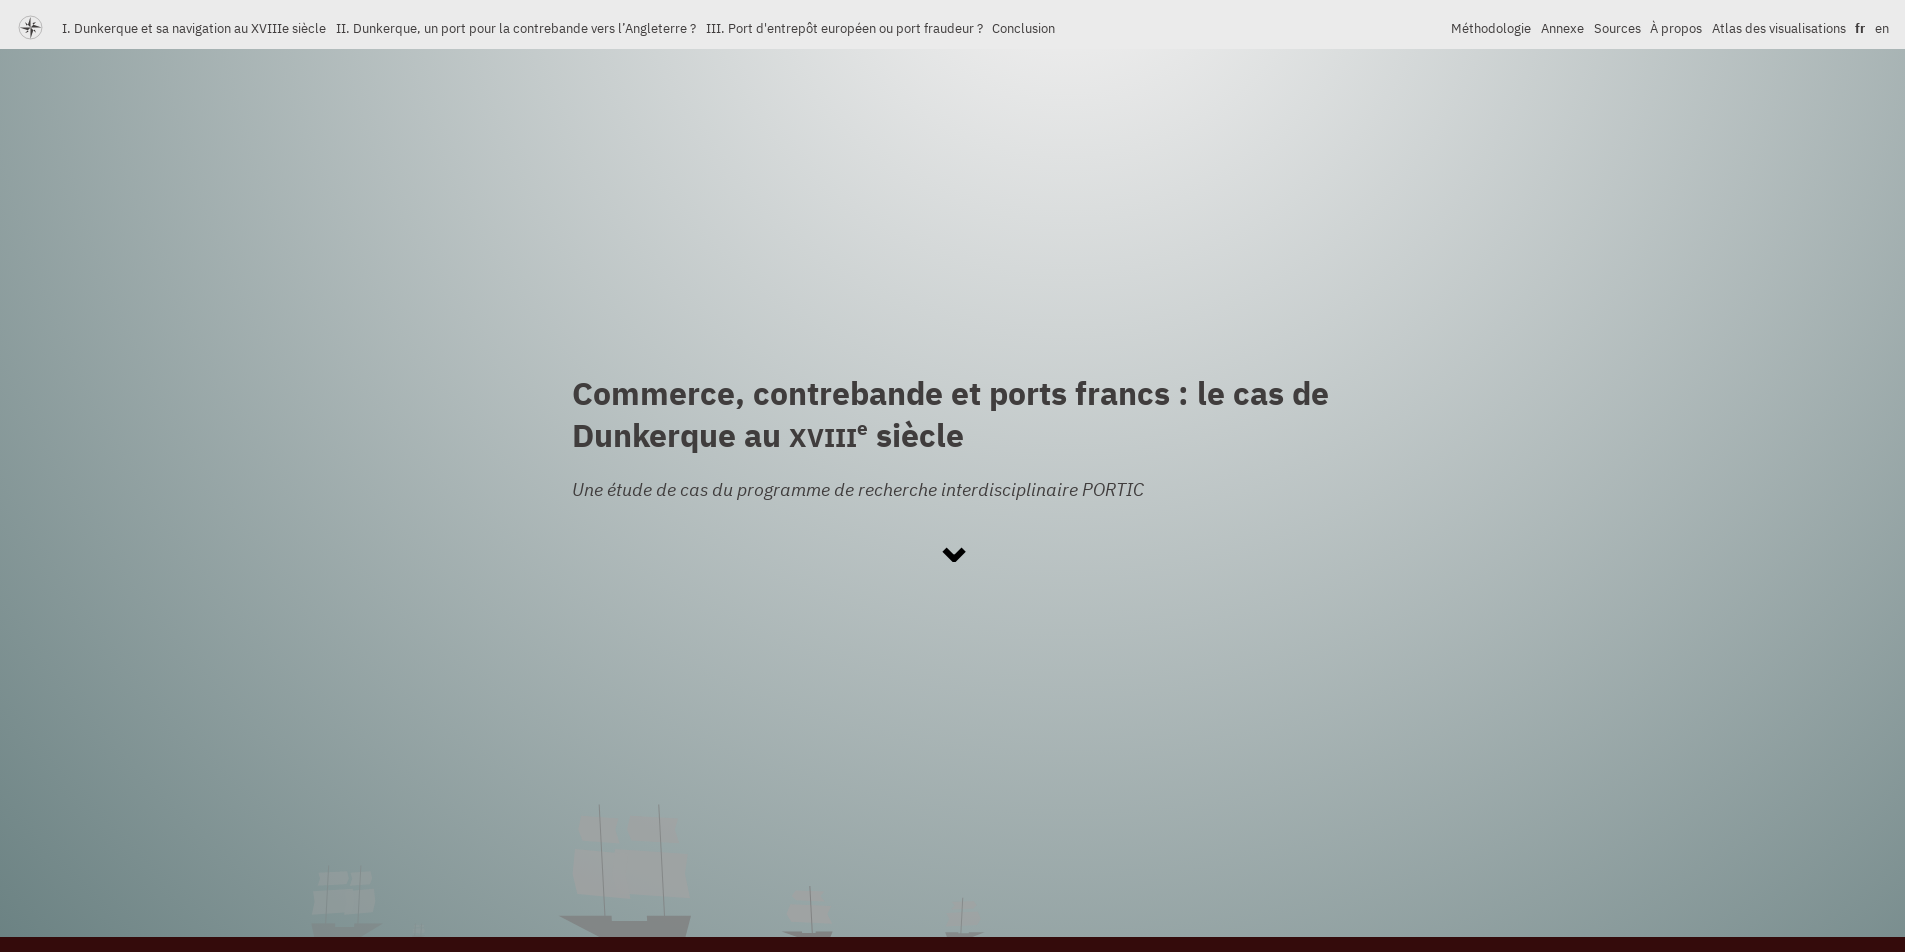 I. Dunkerque et sa navigation au XVIIIe siècle II. Dunkerque, un port pour la contrebande vers l’Angleterre ? III. Port d'entrepôt européen ou port fraudeur ? Conclusion Méthodologie Annexe Sources À propos Atlas des visualisations fr en
Commerce, contrebande et ports francs : le cas de
Dunkerque au XVIIIe siècle
Une étude de cas du programme de recherche interdisciplinaire PORTIC